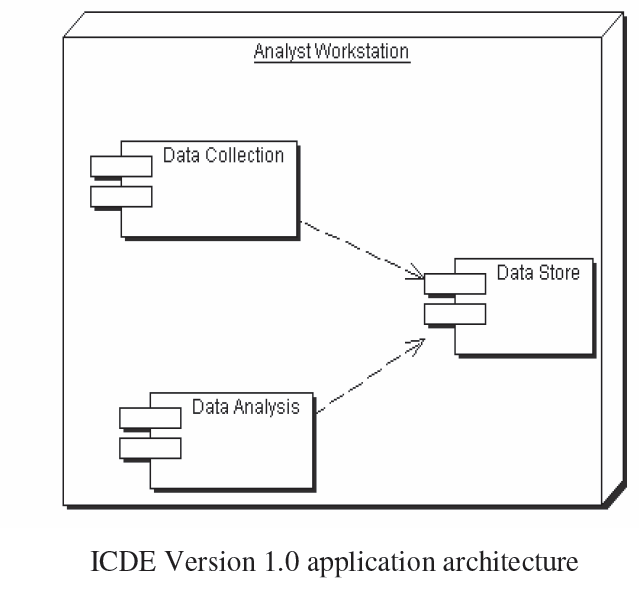 Analyst Workstation
Data Collection
Data Store
Data Analysis
ICDE Version 1.0 application architecture